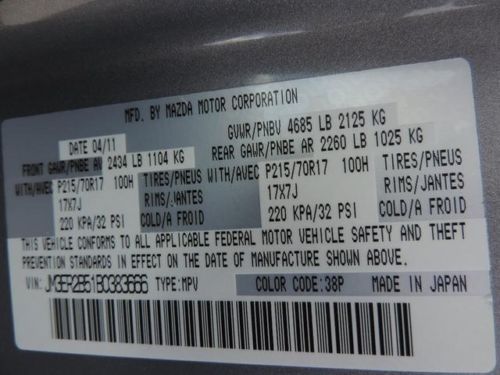 MFD. BY MAZDA MOTOR CORPORATION
DATE 04/11 GVWR/PNBV 4685 LB 2125 KG
FRONT GAWR/PNBE AV 2434 LB 1104 KG REAR GAWR/PNBE AR 2260 LB 1025 KG
WITH/AVEC P215/70R17 100H TIRES/PNEUS WITH/AVEC P215/70R17 100H TIRES/PNEUS
17X7J RIMS/JANTES 17X7J RIMS/JANTES
220 KPA/32 PSI COLD/A FROID 220 KPA/32 PSI COLD/A FROID
THIS VEHICLE CONFORMS TO ALL APPLICABLE FEDERAL MOTOR VEHICLE SAFETY AND THEFT
PREVENTION STANDARDS IN EFFECT ON THE DATE OF MANUFACTURE SHOWN ABOVE.
VIN: TYPE:MPV COLOR CODE:38P MADE IN JAPAN